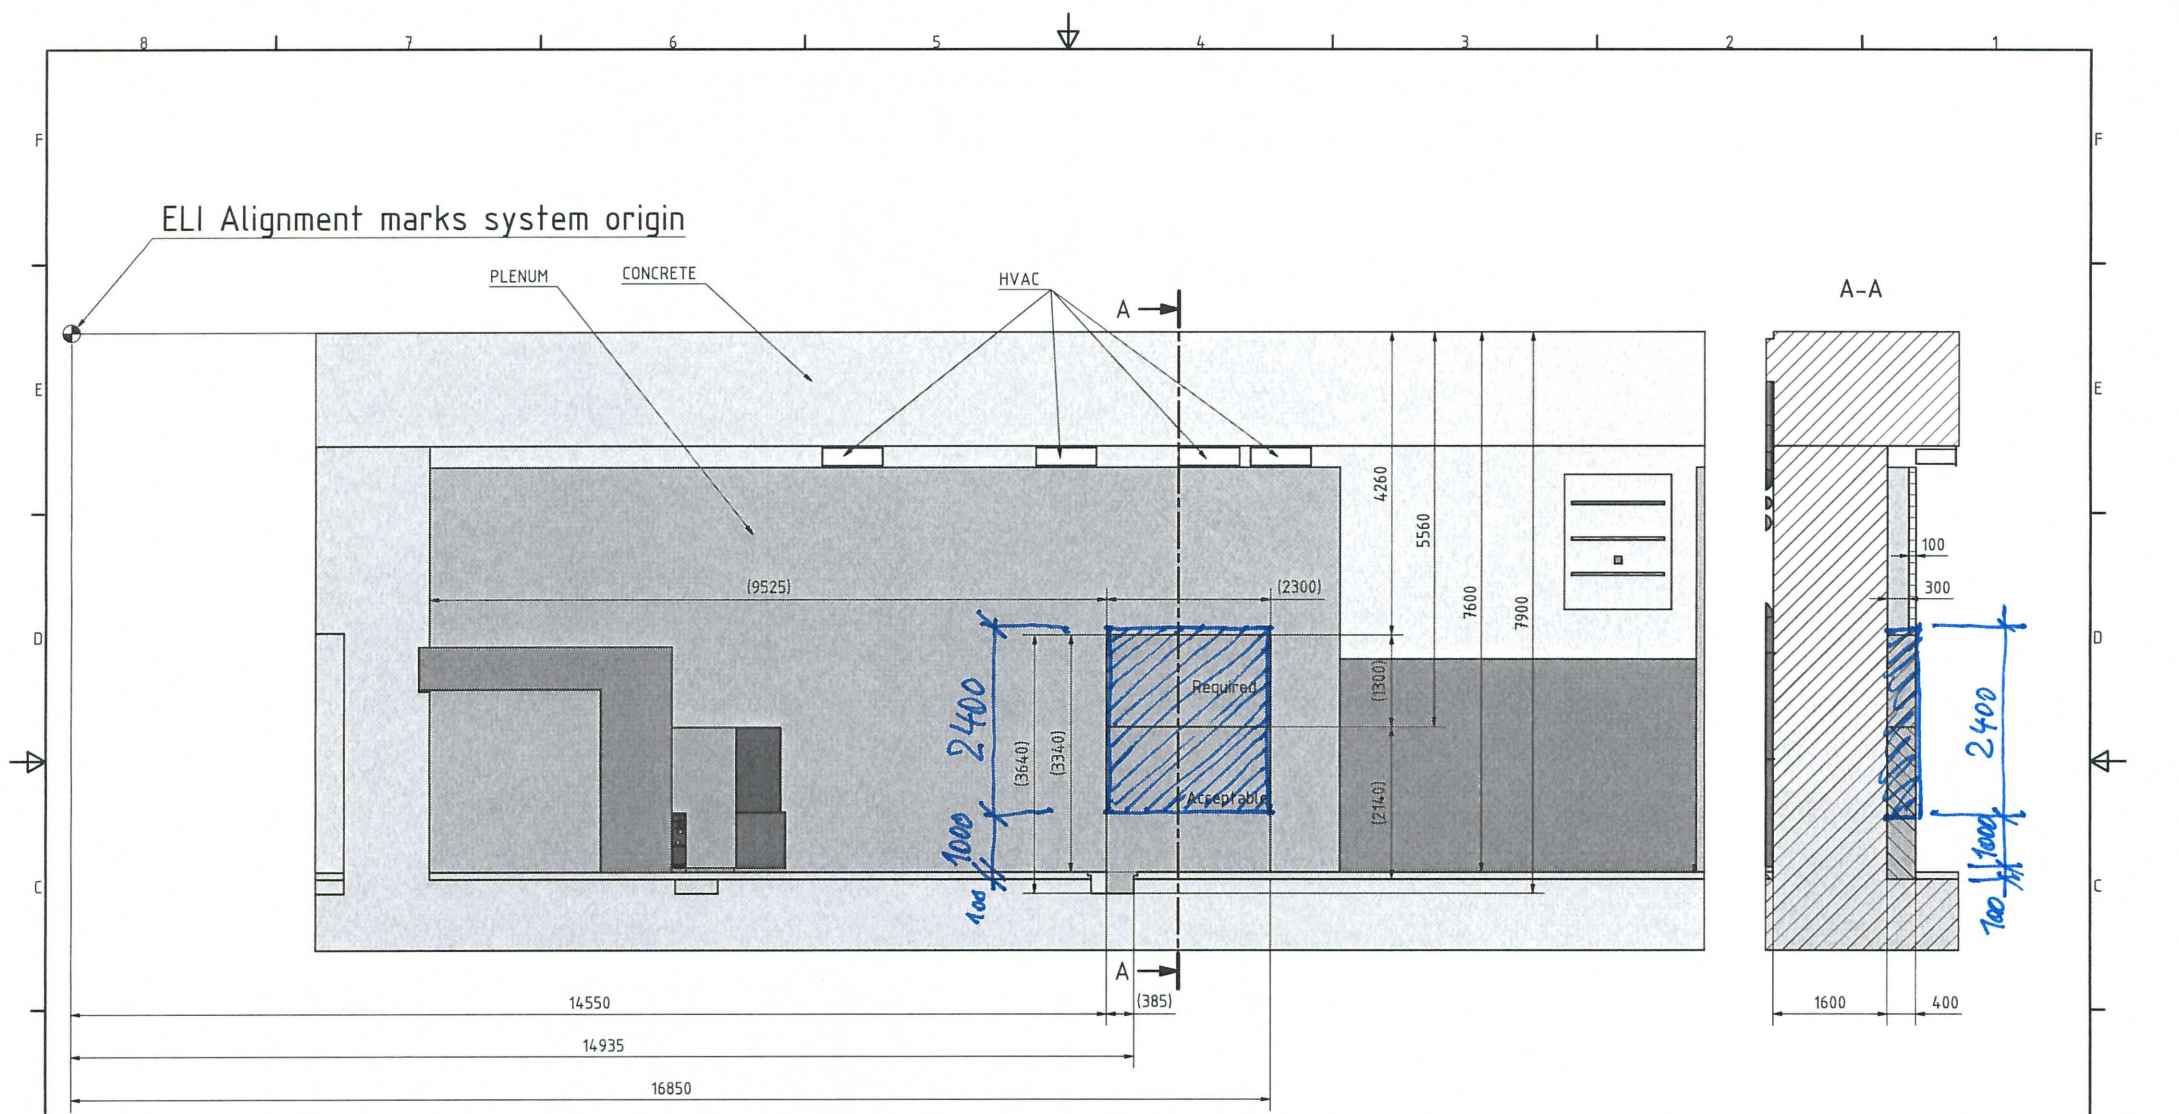 8 7 6 5 4 3 2 1
F F
ELI Alignment marks system origin
PLENUM CONCRETE HVAC
A
A-A
E E
4260
5560
100
300
(9525) (2300)
7600
7900
D D
Required
(1300)
2400
2400
(3640)
(3340)
Acceptable
(2140)
1000
1000
C C
100
100
A
14550 (385) 1600 400
14935
16850